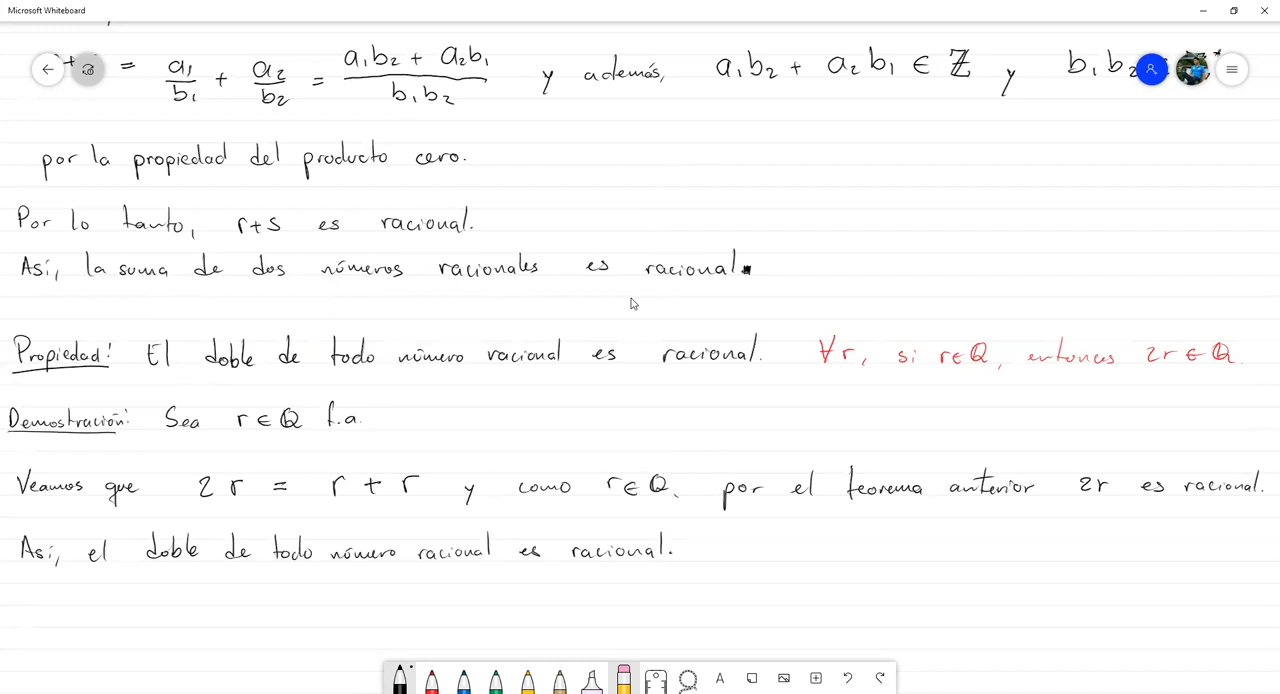 Microsoft Whiteboard
= a₁/b₁ + a₂/b₂ = (a₁b₂ + a₂b₁)/(b₁b₂) y además, a₁b₂ + a₂b₁ ∈ ℤ y b₁b₂
por la propiedad del producto cero.
Por lo tanto, r+s es racional.
Así, la suma de dos números racionales es racional.
Propiedad: El doble de todo número racional es racional. ∀r, si r∈ℚ, entonces 2r∈ℚ.
Demostración: Sea r∈ℚ f.a.
Veamos que 2r = r + r y como r∈ℚ, por el teorema anterior 2r es racional.
Así, el doble de todo número racional es racional.
A